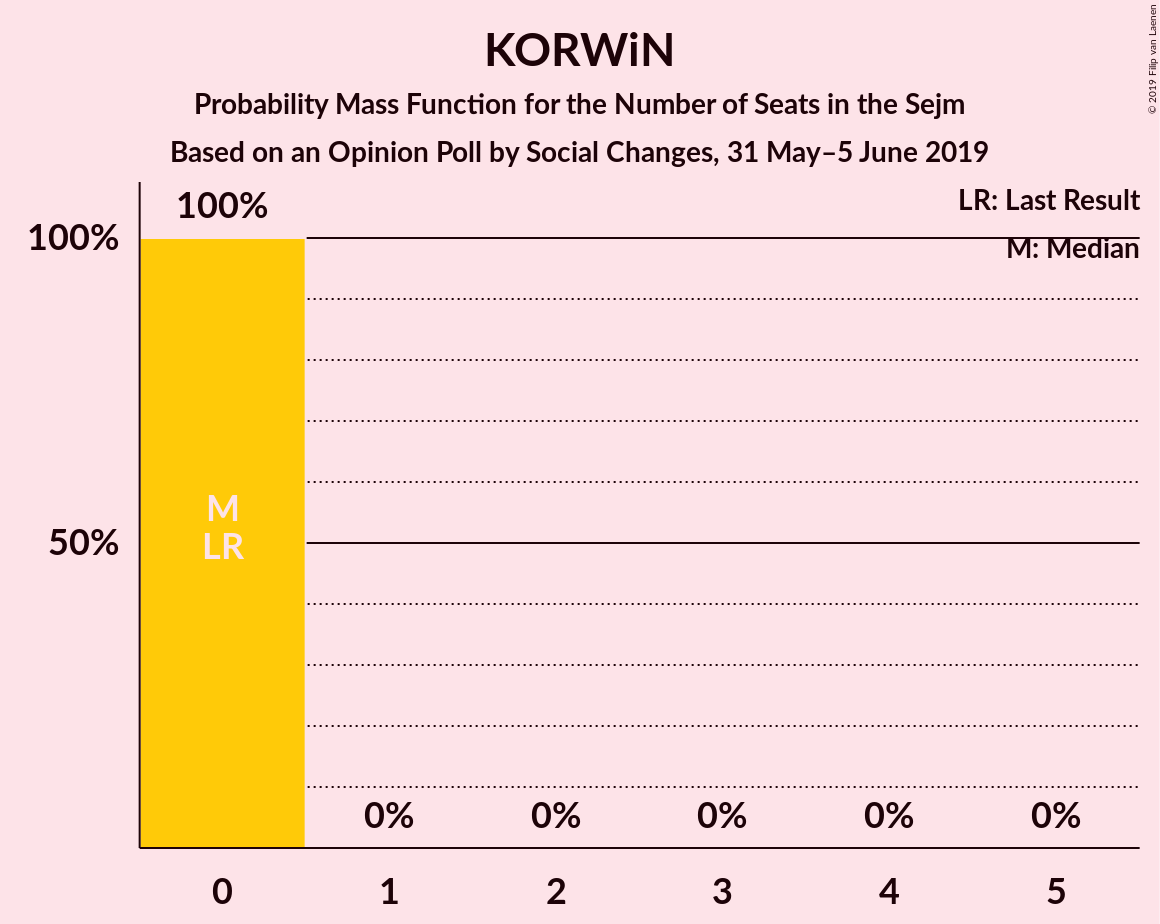 KORWiN
Probability Mass Function for the Number of Seats in the Sejm
Based on an Opinion Poll by Social Changes, 31 May–5 June 2019
© 2019 Filip van Laenen
LR: Last Result
M: Median
100%
100%
M
LR
50%
0% 0% 0% 0% 0%
0 1 2 3 4 5